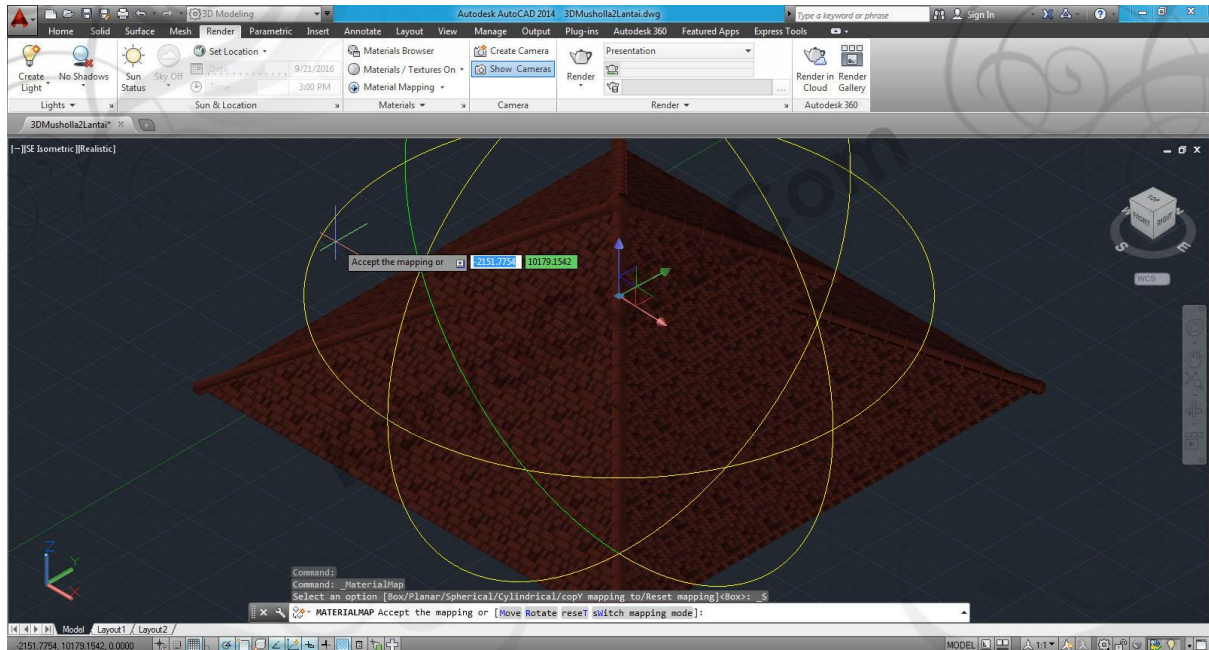 3D Modeling Autodesk AutoCAD 2014 3DMusholla2Lantai.dwg Type a keyword or phrase Sign In
Home Solid Surface Mesh Render Parametric Insert Annotate Layout View Manage Output Plug-ins Autodesk 360 Featured Apps Express Tools
Create Light
No Shadows
Sun Status
Sky Off
Set Location
Date 9/21/2016
Time 3:00 PM
Materials Browser
Materials / Textures On
Material Mapping
Create Camera
Show Cameras
Render
Presentation
Render in Cloud
Render Gallery
Lights Sun & Location Materials Camera Render Autodesk 360
3DMusholla2Lantai*
[−][SE Isometric][Realistic]
TOP
FRONT RIGHT
W N
S E
WCS
Accept the mapping or -2151.7754 10179.1542
Com
Z
Y
X
Command:
Command: _MaterialMap
Select an option [Box/Planar/Spherical/Cylindrical/copY mapping to/Reset mapping]<Box>: _S
MATERIALMAP Accept the mapping or [Move Rotate reseT sWitch mapping mode]:
Model Layout1 Layout2
-2151.7754, 10179.1542, 0.0000 MODEL 1:1